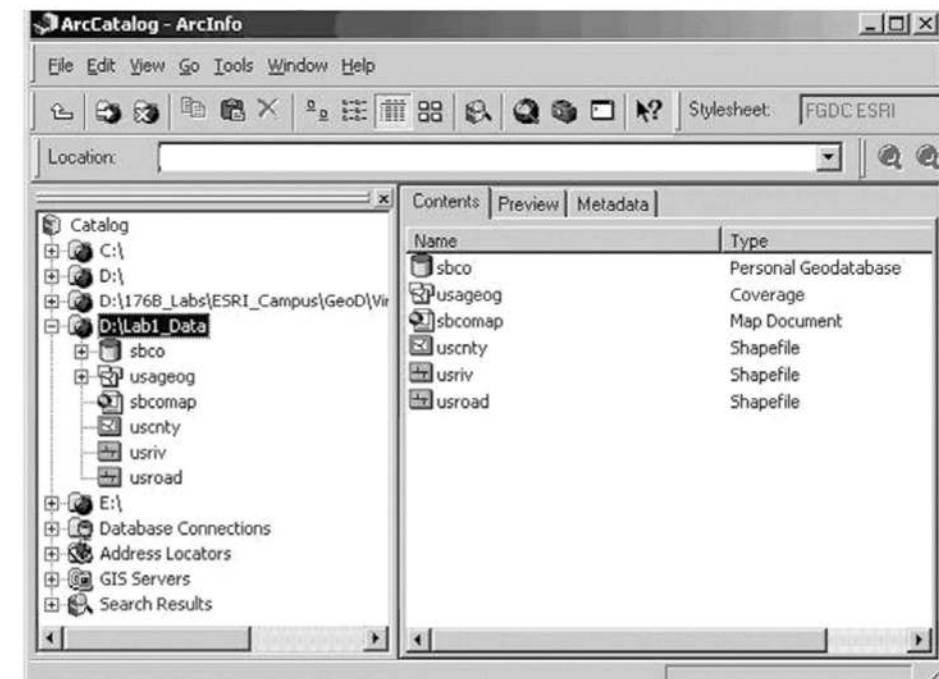 ArcCatalog - ArcInfo
File Edit View Go Tools Window Help
Stylesheet: FGDC ESRI
Location:
Contents Preview Metadata
Catalog
C:\
D:\
D:\176B_Labs\ESRI_Campus\GeoD\Vir
D:\Lab1_Data
sbco
usageog
sbcomap
uscnty
usriv
usroad
E:\
Database Connections
Address Locators
GIS Servers
Search Results
Name Type
sbco Personal Geodatabase
usageog Coverage
sbcomap Map Document
uscnty Shapefile
usriv Shapefile
usroad Shapefile